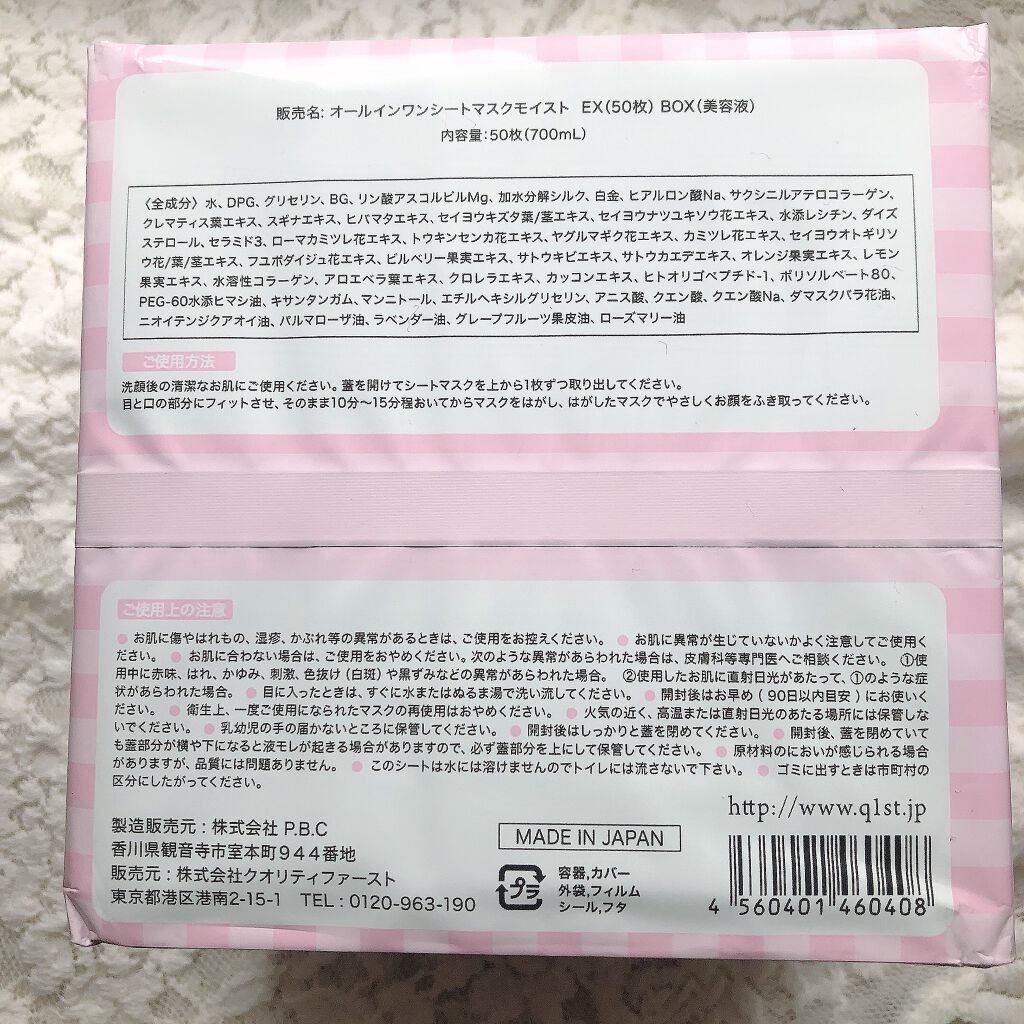 販売名: オールインワンシートマスクモイスト EX(50枚) BOX(美容液)
内容量:50枚(700mL)
〈全成分〉水、DPG、グリセリン、BG、リン酸アスコルビルMg、加水分解シルク、白金、ヒアルロン酸Na、サクシニルアテロコラーゲン、
クレマティス葉エキス、スギナエキス、ヒバマタエキス、セイヨウキズタ葉/茎エキス、セイヨウナツユキソウ花エキス、水添レシチン、ダイズ
ステロール、セラミド3、ローマカミツレ花エキス、トウキンセンカ花エキス、ヤグルマギク花エキス、カミツレ花エキス、セイヨウオトギリソ
ウ花/葉/茎エキス、フユボダイジュ花エキス、ビルベリー果実エキス、サトウキビエキス、サトウカエデエキス、オレンジ果実エキス、レモン
果実エキス、水溶性コラーゲン、アロエベラ葉エキス、クロレラエキス、カッコンエキス、ヒトオリゴペプチド-1、ポリソルベート80、
PEG-60水添ヒマシ油、キサンタンガム、マンニトール、エチルヘキシルグリセリン、アニス酸、クエン酸、クエン酸Na、ダマスクバラ花油、
ニオイテンジクアオイ油、パルマローザ油、ラベンダー油、グレープフルーツ果皮油、ローズマリー油
ご使用方法
洗顔後の清潔なお肌にご使用ください。蓋を開けてシートマスクを上から1枚ずつ取り出してください。
目と口の部分にフィットさせ、そのまま10分〜15分程おいてからマスクをはがし、はがしたマスクでやさしくお顔をふき取ってください。
ご使用上の注意
● お肌に傷やはれもの、湿疹、かぶれ等の異常があるときは、ご使用をお控えください。 ● お肌に異常が生じていないかよく注意してご使用く
ださい。 ● お肌に合わない場合は、ご使用をおやめください。次のような異常があらわれた場合は、皮膚科等専門医へご相談ください。 ①使
用中に赤味、はれ、かゆみ、刺激、色抜け(白斑)や黒ずみなどの異常があらわれた場合。 ②使用したお肌に直射日光があたって、①のような症
状があらわれた場合。 ● 目に入ったときは、すぐに水またはぬるま湯で洗い流してください。 ● 開封後はお早め(90日以内目安)にお使いく
ださい。 ● 衛生上、一度ご使用になられたマスクの再使用はおやめください。 ● 火気の近く、高温または直射日光のあたる場所には保管しな
いでください。 ● 乳幼児の手の届かないところに保管してください。 ● 開封後はしっかりと蓋を閉めてください。 ● 開封後、蓋を閉めていて
も蓋部分が横や下になると液モレが起きる場合がありますので、必ず蓋部分を上にして保管してください。 ● 原材料のにおいが感じられる場合
がありますが、品質には問題ありません。 ● このシートは水には溶けませんのでトイレには流さないで下さい。 ● ゴミに出すときは市町村の
区分にしたがってください。
http://www.q1st.jp
製造販売元:株式会社 P.B.C
香川県観音寺市室本町944番地
販売元:株式会社クオリティファースト
東京都港区港南2-15-1 TEL:0120-963-190
MADE IN JAPAN
プラ
容器,カバー
外袋,フィルム
シール,フタ
4 560401 460408